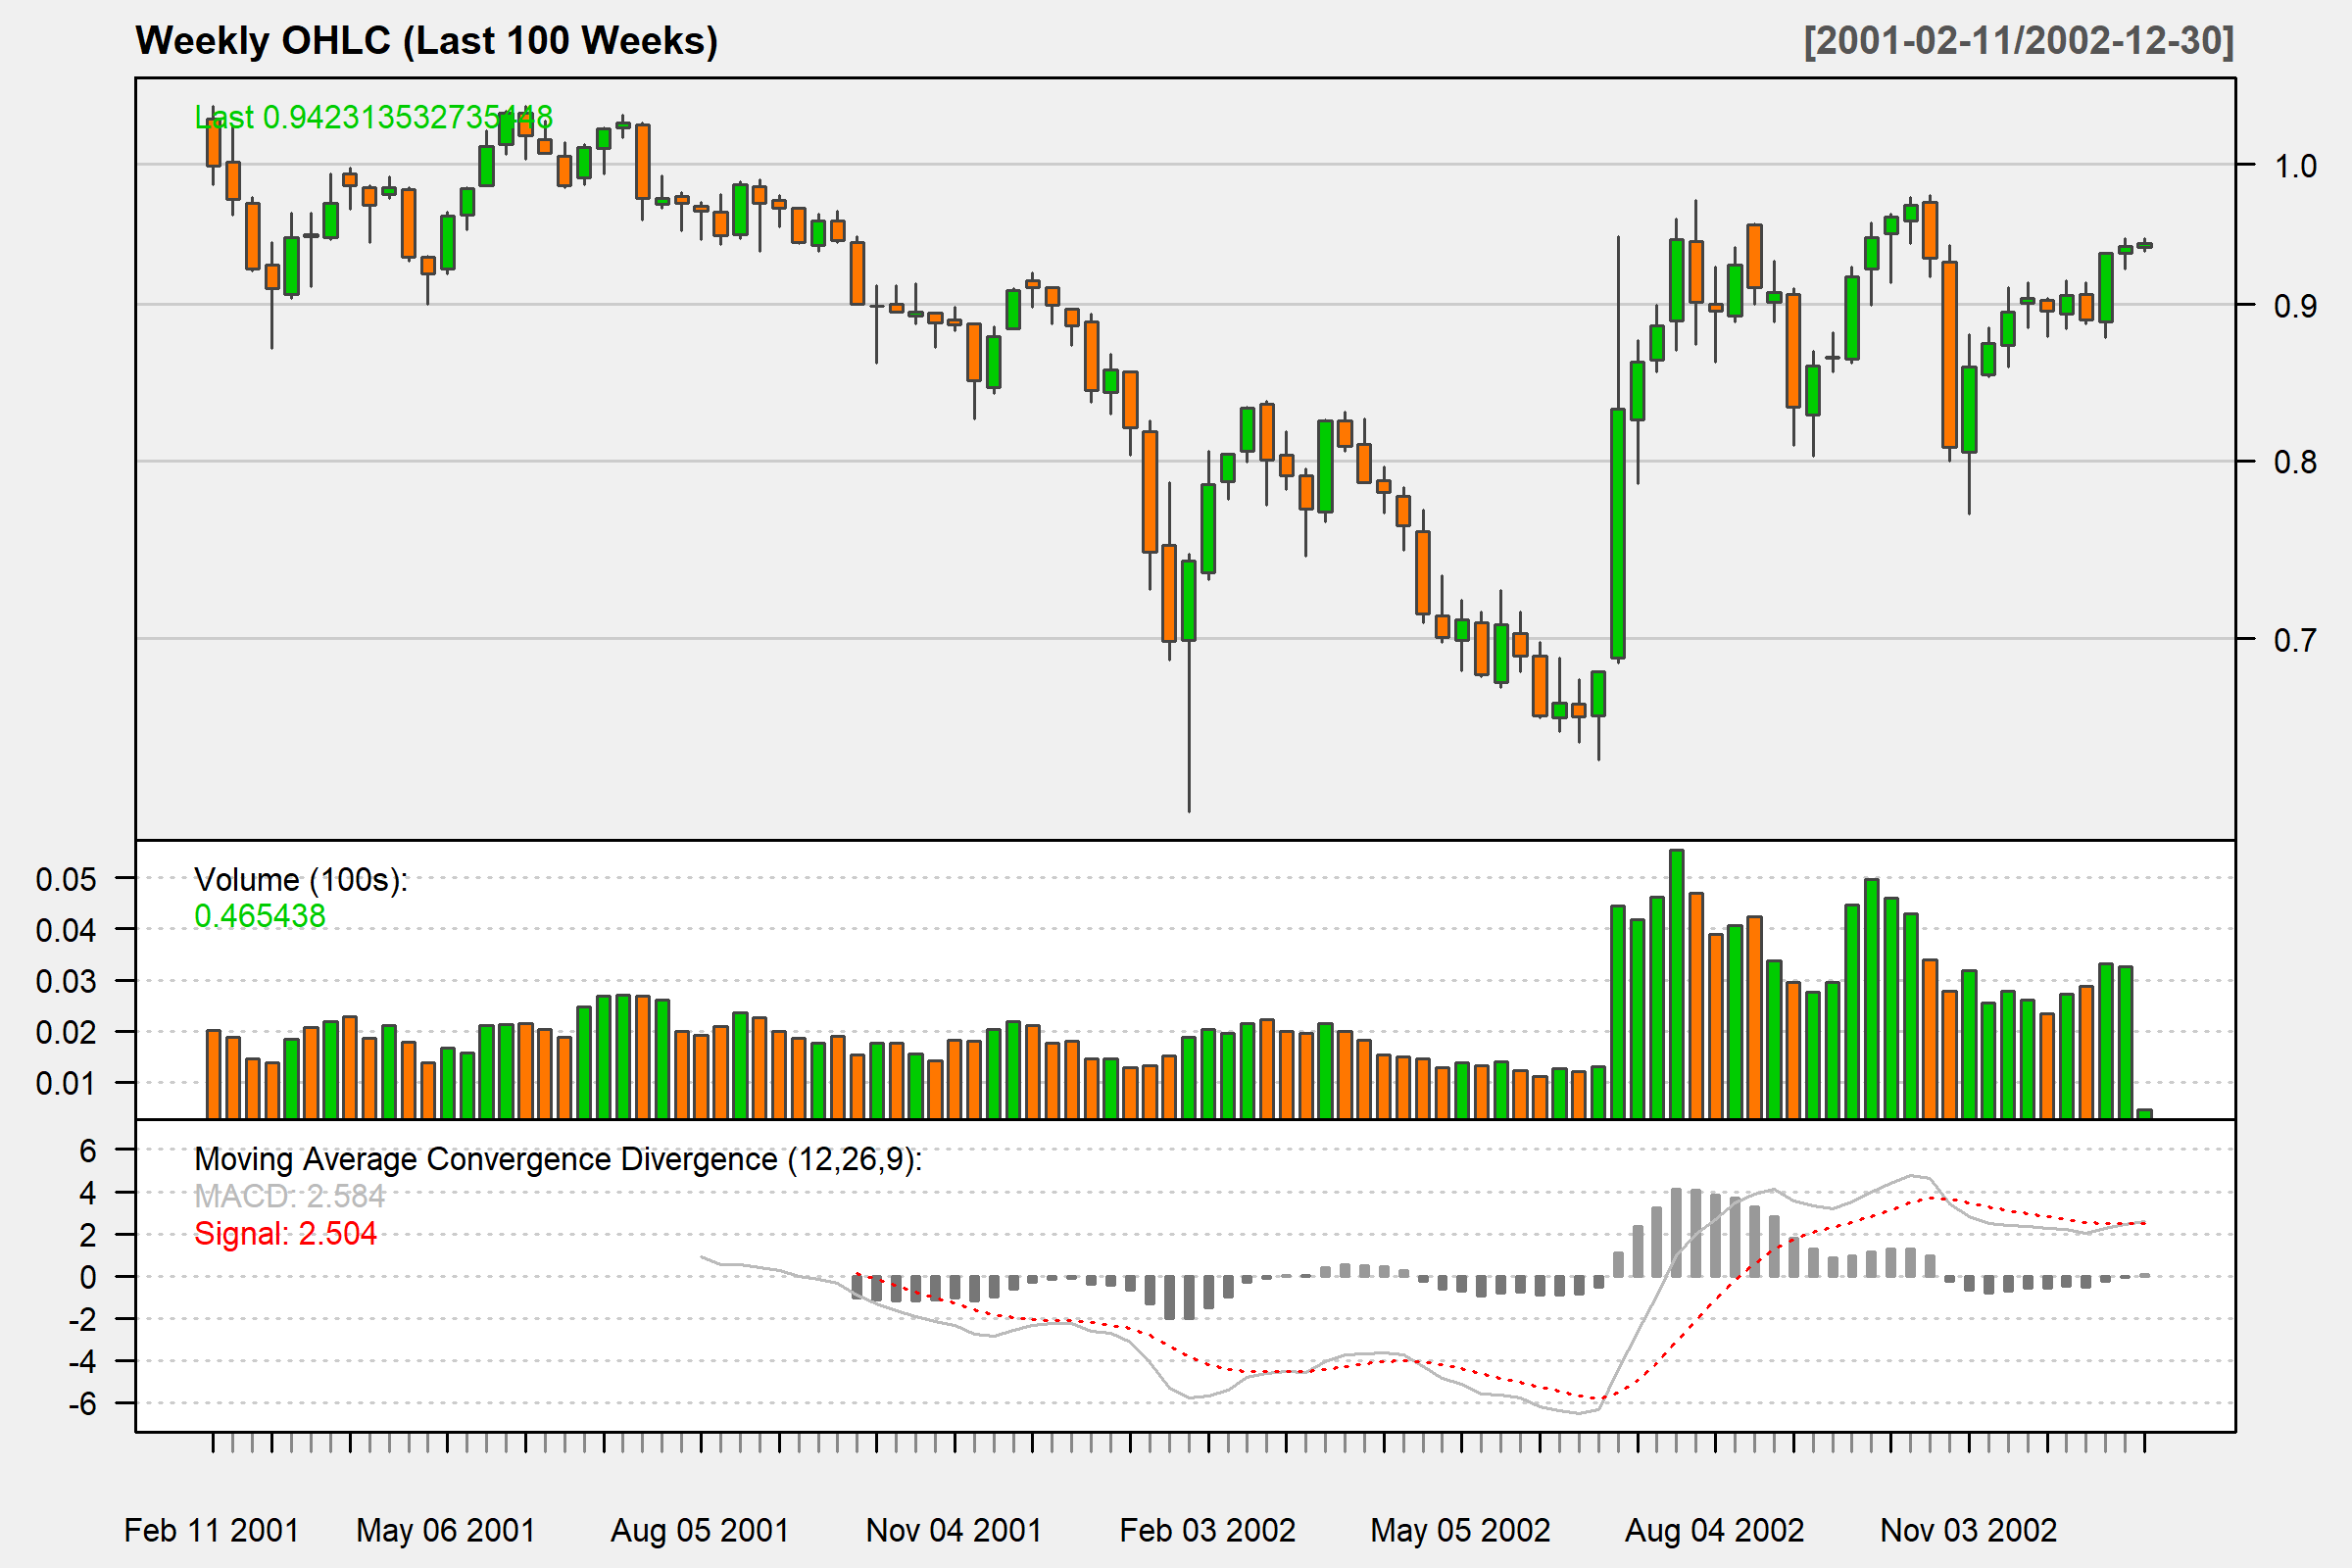 Weekly OHLC (Last 100 Weeks)
[2001-02-11/2002-12-30]
Last 0.942313532735448
1.0
0.9
0.8
0.7
Volume (100s):
0.465438
0.05
0.04
0.03
0.02
0.01
Moving Average Convergence Divergence (12,26,9):
MACD: 2.584
Signal: 2.504
6
4
2
0
-2
-4
-6
Feb 11 2001
May 06 2001
Aug 05 2001
Nov 04 2001
Feb 03 2002
May 05 2002
Aug 04 2002
Nov 03 2002